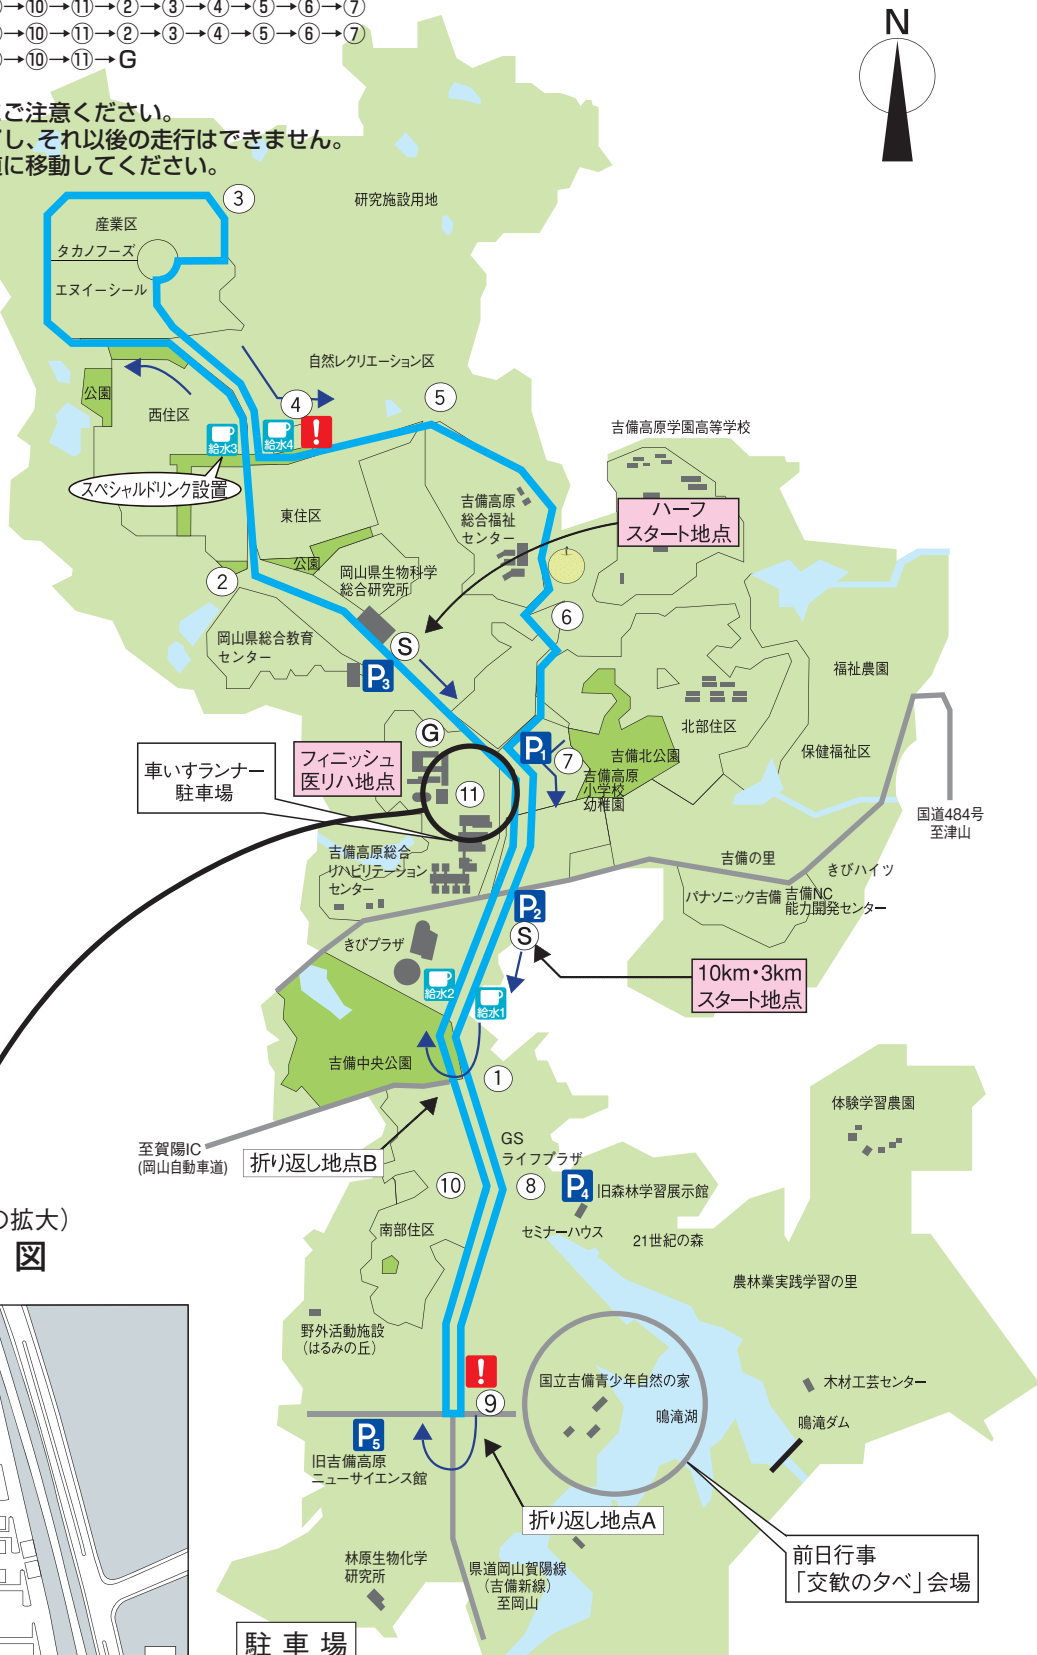 →⑩→⑪→②→③→④→⑤→⑥→⑦
→⑩→⑪→②→③→④→⑤→⑥→⑦
→⑩→⑪→G
ご注意ください。
し、それ以後の走行はできません。
に移動してください。
N
③
研究施設用地
産業区
タカノフーズ
エヌイーシール
自然レクリエーション区
公園
西住区
④
⑤
!
給水3
給水4
吉備高原学園高等学校
スペシャルドリンク設置
東住区
吉備高原
総合福祉
センター
ハーフ
スタート地点
公園
②
岡山県生物科学
総合研究所
⑥
岡山県総合教育
センター
S
P3
福祉農園
北部住区
G
フィニッシュ
医リハ地点
車いすランナー
駐車場
P1
⑦
吉備北公園
保健福祉区
吉備高原
小学校
幼稚園
⑪
国道484号
至津山
吉備高原総合
リハビリテーション
センター
吉備の里
きびハイツ
パナソニック吉備
吉備NC
能力開発センター
P2
S
きびプラザ
10km・3km
スタート地点
給水2
給水1
吉備中央公園
①
体験学習農園
至賀陽IC
(岡山自動車道)
折り返し地点B
GS
ライフプラザ
⑩
⑧
P4
旧森林学習展示館
の拡大）
図
南部住区
セミナーハウス
21世紀の森
農林業実践学習の里
野外活動施設
（はるみの丘）
!
⑨
国立吉備青少年自然の家
木材工芸センター
鳴滝湖
鳴滝ダム
P5
旧吉備高原
ニューサイエンス館
折り返し地点A
林原生物化学
研究所
県道岡山賀陽線
（吉備新線）
至岡山
前日行事
「交歓の夕べ」会場
駐車場